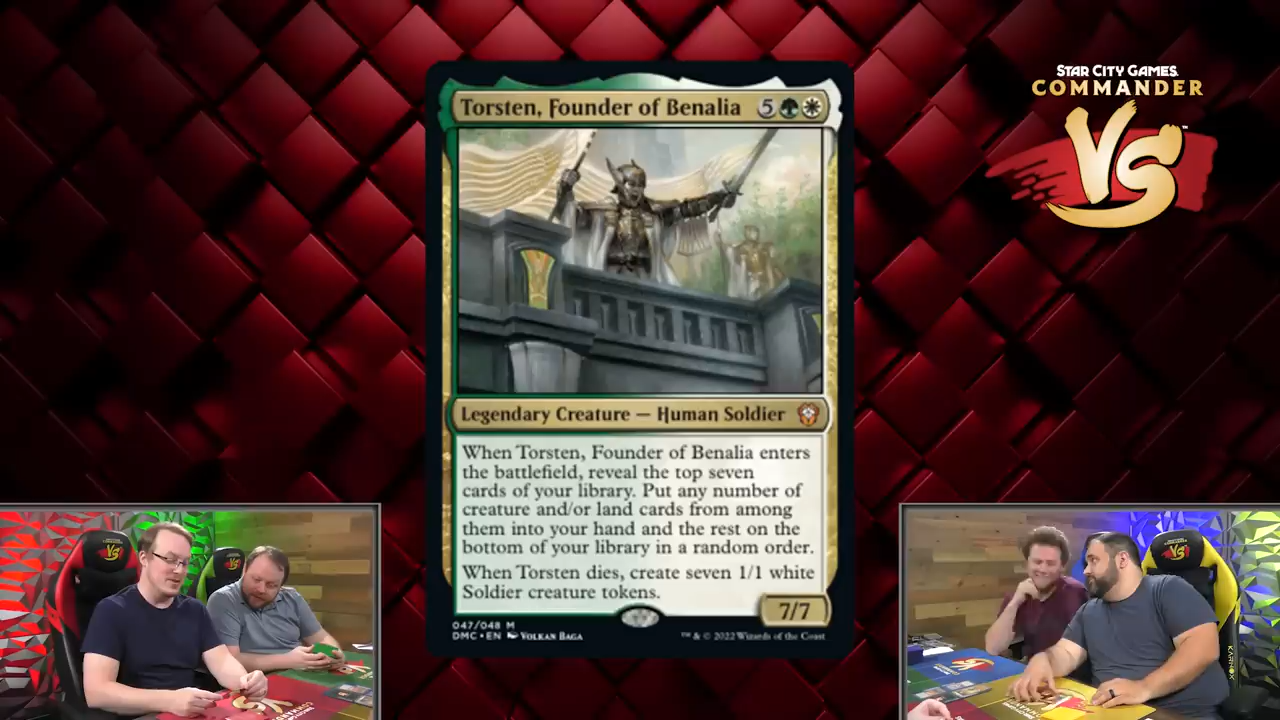 STAR CITY GAMES
COMMANDER
VS
Torsten, Founder of Benalia 5
Legendary Creature — Human Soldier
When Torsten, Founder of Benalia enters
the battlefield, reveal the top seven
cards of your library. Put any number of
creature and/or land cards from among
them into your hand and the rest on the
bottom of your library in a random order.
When Torsten dies, create seven 1/1 white
Soldier creature tokens.
7/7
047/048 M
DMC • EN VOLKAN BAGA
™ & © 2022 Wizards of the Coast
VS
VS
VS